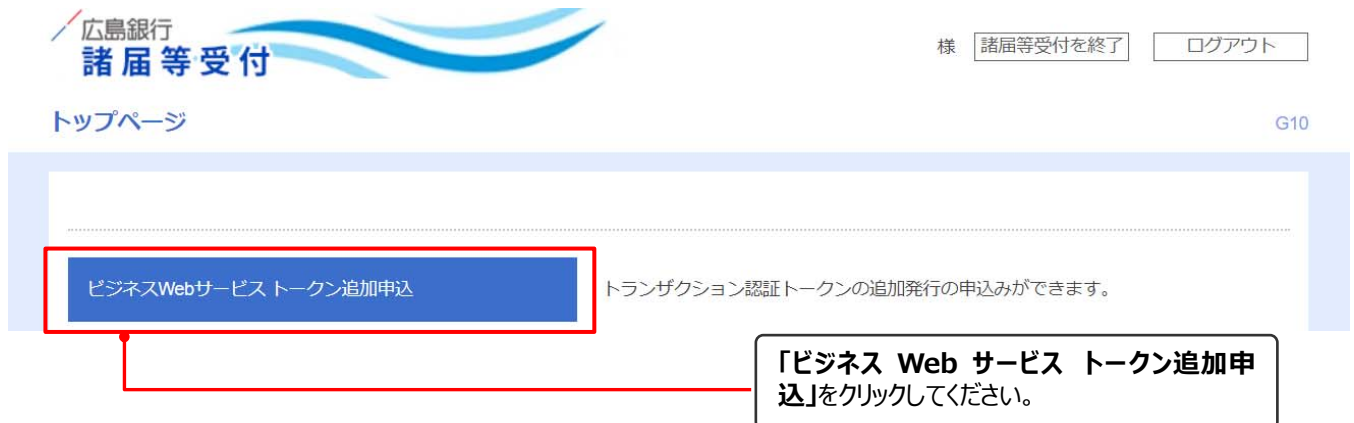 広島銀行
諸届等受付
様 諸届等受付を終了 ログアウト
トップページ
G10
ビジネスWebサービス トークン追加申込
トランザクション認証トークンの追加発行の申込みができます。
「ビジネス Web サービス トークン追加申
込」をクリックしてください。